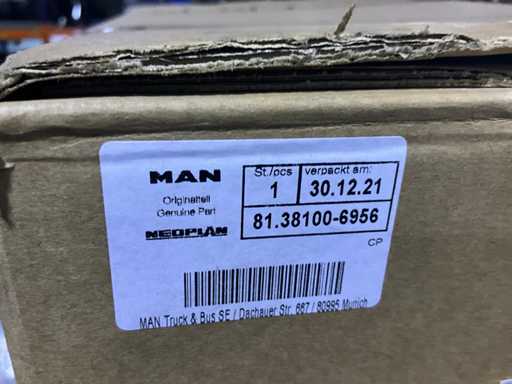 MAN
Originalteil
Genuine Part
NEOPLAN
St./pcs
1
verpackt am:
30.12.21
81.38100-6956
CP
MAN Truck & Bus SE / Dachauer Str. 667 / 80995 Munich